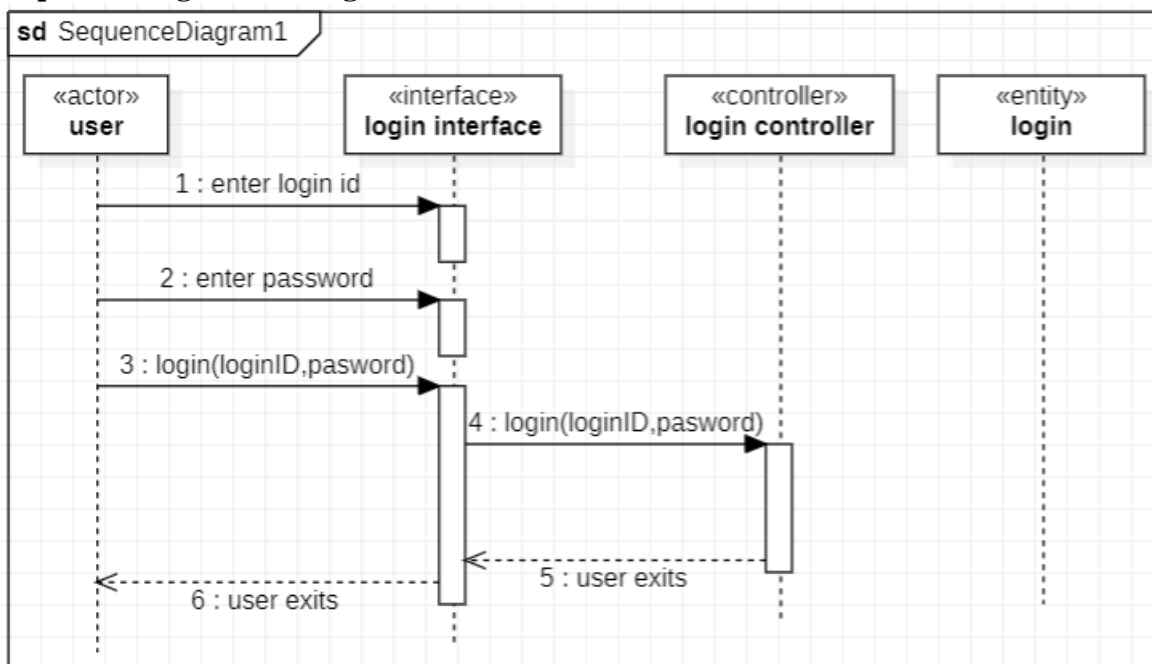 sd SequenceDiagram1
«actor»
user
«interface»
login interface
«controller»
login controller
«entity»
login
1 : enter login id
2 : enter password
3 : login(loginID,pasword)
4 : login(loginID,pasword)
5 : user exits
6 : user exits